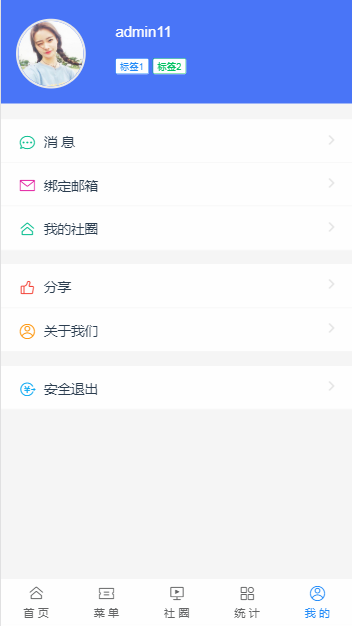 admin11
标签1 标签2
消 息
绑定邮箱
我的社圈
分享
关于我们
安全退出
首 页 菜 单 社 圈 统 计 我 的